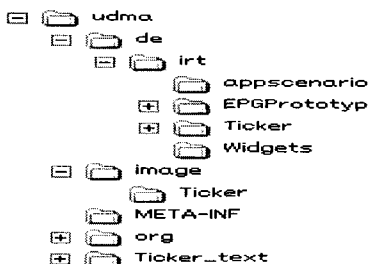 udma
de
irt
appscenario
EPGPrototyp
Ticker
Widgets
image
Ticker
META-INF
org
Ticker_text